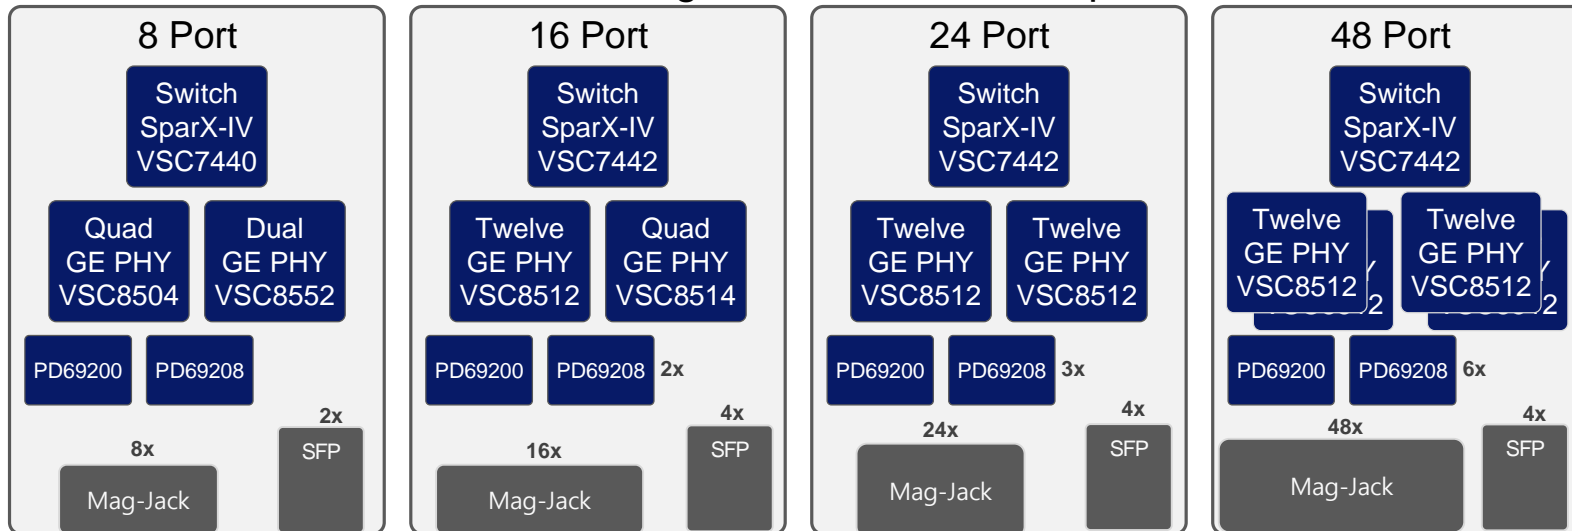 8 Port
Switch
SparX-IV
VSC7440
Quad
GE PHY
VSC8504
Dual
GE PHY
VSC8552
PD69200
PD69208
2x
8x
SFP
Mag-Jack
16 Port
Switch
SparX-IV
VSC7442
Twelve
GE PHY
VSC8512
Quad
GE PHY
VSC8514
PD69200
PD69208
2x
4x
16x
SFP
Mag-Jack
24 Port
Switch
SparX-IV
VSC7442
Twelve
GE PHY
VSC8512
Twelve
GE PHY
VSC8512
PD69200
PD69208
3x
4x
24x
SFP
Mag-Jack
48 Port
Switch
SparX-IV
VSC7442
Twelve
GE PHY
VSC8512
Twelve
GE PHY
VSC8512
PD69200
PD69208
6x
4x
48x
SFP
Mag-Jack